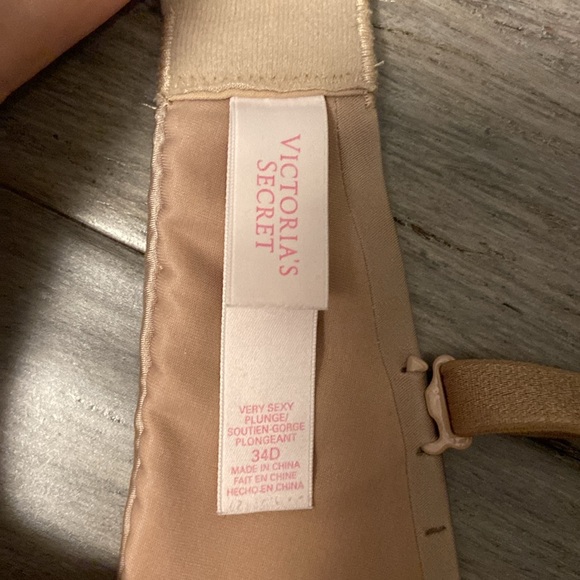 VICTORIA'S
SECRET
VERY SEXY
PLUNGE/
SOUTIEN-GORGE
PLONGEANT
34D
MADE IN CHINA
FAIT EN CHINE
HECHO EN CHINA